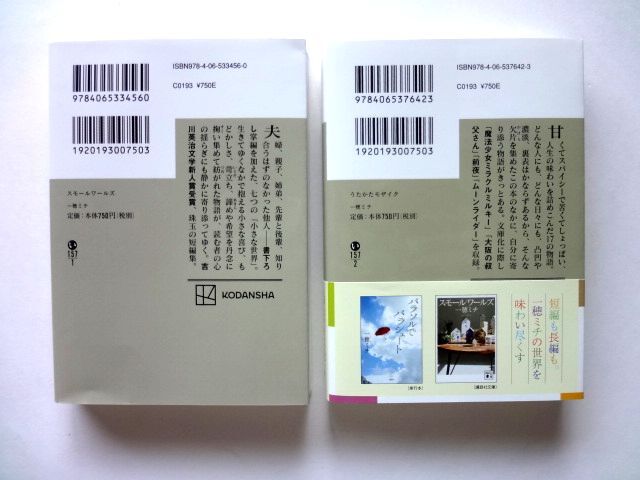 ISBN978-4-06-533456-0
C0193 ¥750E
9784065334560
1920193007503
夫婦、親子、姉弟、先輩と後輩、知り
合うはずのなかった他人―書下ろ
し掌編を加えた、七つの「小さな世界」。
生きてゆくなかで抱える小さな喜び、も
どかしさ、苛立ち、諦めや希望を丹念に
掬い集めて紡がれた物語が、読む者の心
の揺らぎにも静かに寄り添ってゆく。吉
川英治文学新人賞受賞、珠玉の短編集。
スモールワールズ
一穂ミチ
定価:本体750円(税別)
い
157
1
KODANSHA
ISBN978-4-06-537642-3
C0193 ¥750E
9784065376423
1920193007503
甘くてスパイシーで苦くてしょっぱい、
人生の味わいを詰めこんだ17の物語。
どんな人にも、どんな日々にも、凸凹や
濃淡、裏表はかならずあるから、そんな
欠片を集めたこの本のなかに、自分に寄
り添う物語がきっとある。文庫化に際し
「魔法少女ミラクルミルキー」「大阪の叔
父さん」「前夜」「ムーンライダー」を収録。
うたかたモザイク
一穂ミチ
定価:本体750円(税別)
い
157
2
短編も長編も。
一穂ミチの世界を
味わい尽くす
スモールワールズ
一穂ミチ
[講談社文庫]
パラソルで
パラシュート
一穂ミチ
[単行本]